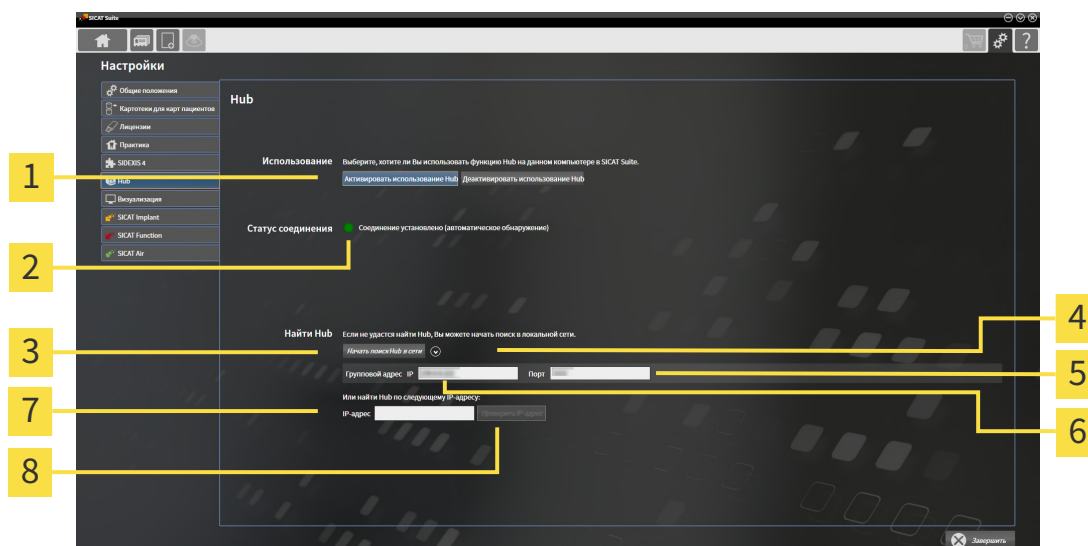 SICAT Suite
Настройки
Общие положения
Картотеки для карт пациентов
Лицензии
Практика
SIDEXIS 4
Hub
Визуализация
SICAT Implant
SICAT Function
SICAT Air
Hub
Использование Выберите, хотите ли Вы использовать функцию Hub на данном компьютере в SICAT Suite.
Активировать использование Hub Деактивировать использование Hub
Статус соединения Соединение установлено (автоматическое обнаружение)
Найти Hub Если не удастся найти Hub, Вы можете начать поиск в локальной сети.
Начать поиск Hub в сети
Групповой адрес IP Порт
Или найти Hub по следующему IP-адресу:
IP-адрес Проверить IP-адрес
Завершить
1
2
3
4
5
6
7
8